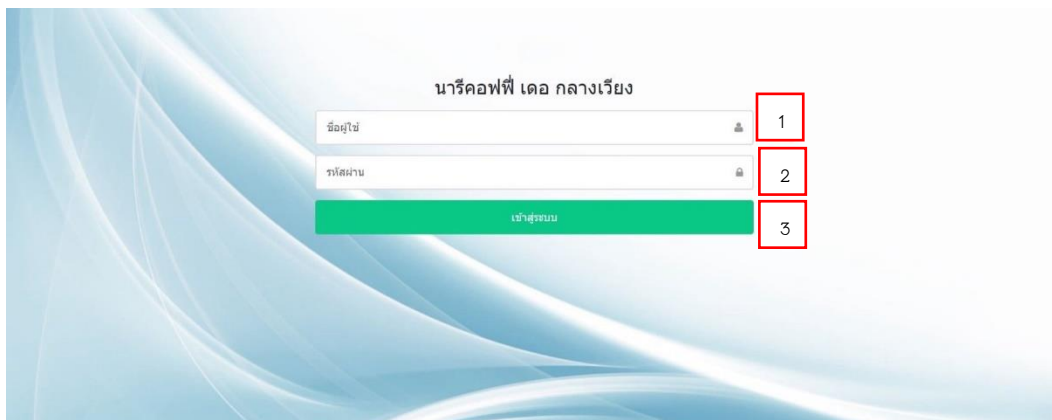 นารีคอฟฟี่ เดอ กลางเวียง
ชื่อผู้ใช้
1
รหัสผ่าน
2
เข้าสู่ระบบ
3